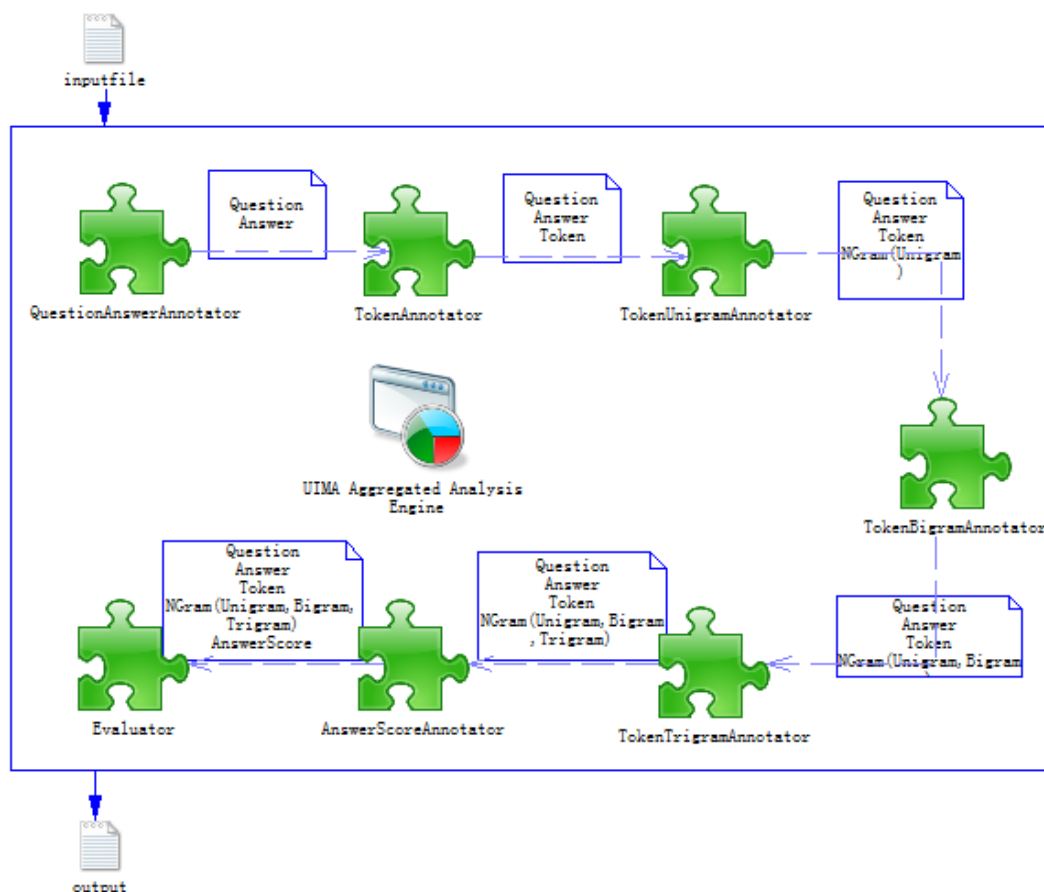 inputfile
Question
Answer
QuestionAnswerAnnotator
Question
Answer
Token
TokenAnnotator
TokenUnigramAnnotator
Question
Answer
Token
NGram(Unigram
)
UIMA Aggregated Analysis
Engine
TokenBigramAnnotator
Question
Answer
Token
NGram(Unigram,Bigram
)
TokenTrigramAnnotator
Question
Answer
Token
NGram(Unigram,Bigram
,Trigram)
AnswerScoreAnnotator
Question
Answer
Token
NGram(Unigram,Bigram,
Trigram)
AnswerScore
Evaluator
output